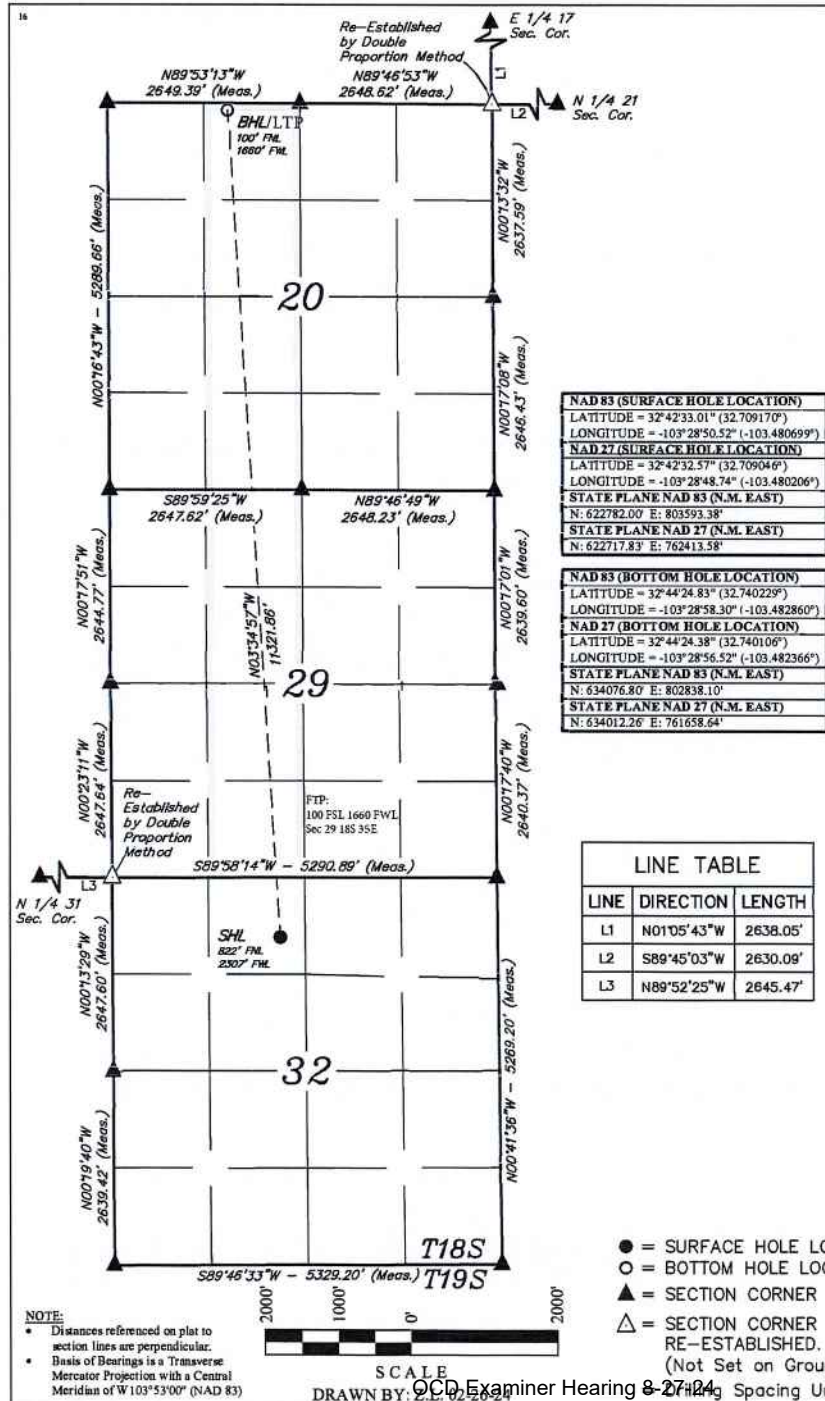 16
Re-Established
by Double
Proportion Method
E 1/4 17
Sec. Cor.
L1
N89°53'13"W
2649.39' (Meas.)
N89°46'53"W
2648.62' (Meas.)
L2
N 1/4 21
Sec. Cor.
BHL/LTP
100' FNL
1660' FWL
N00°13'32"W
2637.59' (Meas.)
N00°16'43"W - 5289.66' (Meas.)
20
N00°17'08"W
2646.43' (Meas.)
S89°59'25"W
2647.62' (Meas.)
N89°46'49"W
2648.23' (Meas.)
N00°17'51"W
2644.77' (Meas.)
N03°34'57"W
11321.86'
N00°17'01"W
2639.60' (Meas.)
29
N00°23'11"W
2647.64' (Meas.)
Re-
Established
by Double
Proportion
Method
FTP:
100 FSL 1660 FWL
Sec 29 18S 35E
N00°17'40"W
2640.37' (Meas.)
L3
S89°58'14"W - 5290.89' (Meas.)
N 1/4 31
Sec. Cor.
SHL
822' FNL
2307' FWL
N00°13'29"W
2647.60' (Meas.)
32
N00°41'36"W - 5269.20' (Meas.)
N00°19'40"W
2639.42' (Meas.)
T18S
S89°46'33"W - 5329.20' (Meas.) T19S
NAD 83 (SURFACE HOLE LOCATION)
LATITUDE = 32°42'33.01" (32.709170°)
LONGITUDE = -103°28'50.52" (-103.480699°)
NAD 27 (SURFACE HOLE LOCATION)
LATITUDE = 32°42'32.57" (32.709046°)
LONGITUDE = -103°28'48.74" (-103.480206°)
STATE PLANE NAD 83 (N.M. EAST)
N: 622782.00' E: 803593.38'
STATE PLANE NAD 27 (N.M. EAST)
N: 622717.83' E: 762413.58'
NAD 83 (BOTTOM HOLE LOCATION)
LATITUDE = 32°44'24.83" (32.740229°)
LONGITUDE = -103°28'58.30" (-103.482860°)
NAD 27 (BOTTOM HOLE LOCATION)
LATITUDE = 32°44'24.38" (32.740106°)
LONGITUDE = -103°28'56.52" (-103.482366°)
STATE PLANE NAD 83 (N.M. EAST)
N: 634076.80' E: 802838.10'
STATE PLANE NAD 27 (N.M. EAST)
N: 634012.26' E: 761658.64'
LINE TABLE
LINE DIRECTION LENGTH
L1 N01°05'43"W 2638.05'
L2 S89°45'03"W 2630.09'
L3 N89°52'25"W 2645.47'
● = SURFACE HOLE LO
○ = BOTTOM HOLE LOC
▲ = SECTION CORNER
△ = SECTION CORNER
RE-ESTABLISHED.
(Not Set on Grou
= Drilling Spacing Un
NOTE:
• Distances referenced on plat to
section lines are perpendicular.
• Basis of Bearings is a Transverse
Mercator Projection with a Central
Meridian of W103°53'00" (NAD 83)
2000' 1000' 0' 2000'
SCALE
DRAWN BY: Z.L. 02-26-24
OCD Examiner Hearing 8-27-24